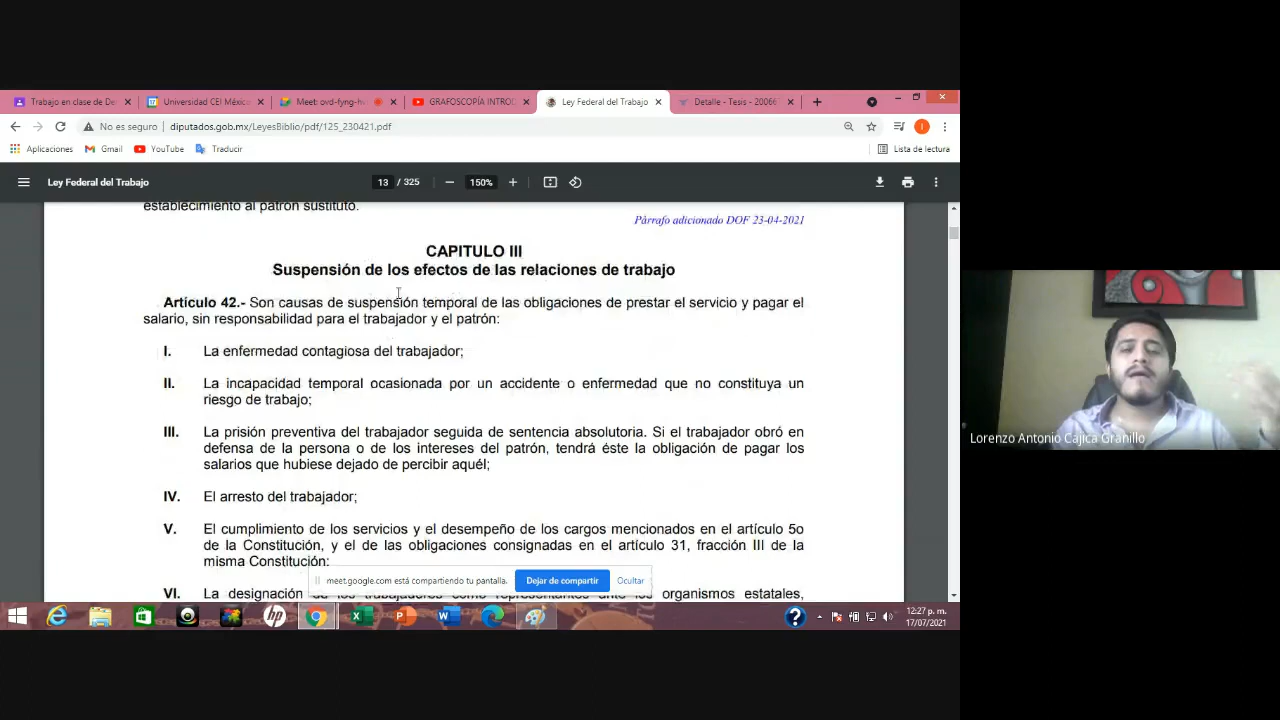 Trabajo en clase de De
Universidad CEI México
Meet: ovd-fyng-h
GRAFOSCOPÍA INTROD
Ley Federal del Trabajo
Detalle - Tesis - 20066
No es seguro
deputados.gob.mx/LeyesBiblio/pdf/125_230421.pdf
Aplicaciones
Gmail
YouTube
Traducir
Lista de lectura
Ley Federal del Trabajo
13 / 325
150%
establecimiento al patrón sustituto.
Párrafo adicionado DOF 23-04-2021
CAPITULO III
Suspensión de los efectos de las relaciones de trabajo
Artículo 42.- Son causas de suspensión temporal de las obligaciones de prestar el servicio y pagar el
salario, sin responsabilidad para el trabajador y el patrón:
I. La enfermedad contagiosa del trabajador;
II. La incapacidad temporal ocasionada por un accidente o enfermedad que no constituya un
riesgo de trabajo;
III. La prisión preventiva del trabajador seguida de sentencia absolutoria. Si el trabajador obró en
defensa de la persona o de los intereses del patrón, tendrá éste la obligación de pagar los
salarios que hubiese dejado de percibir aquél;
IV. El arresto del trabajador;
V. El cumplimiento de los servicios y el desempeño de los cargos mencionados en el artículo 5o
de la Constitución, y el de las obligaciones consignadas en el artículo 31, fracción III de la
misma Constitución;
meet.google.com está compartiendo tu pantalla.
Dejar de compartir
Ocultar
VI. La designación de los trabajadores como representantes ante los organismos estatales,
12:27 p. m.
17/07/2021
Lorenzo Antonio Cajica Granillo